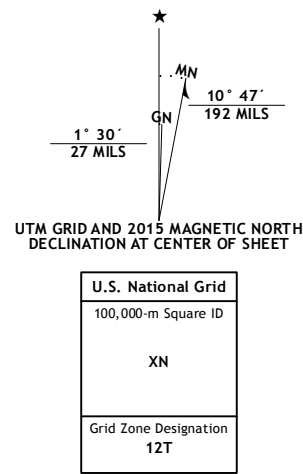 ★
MN
10° 47´
192 MILS
GN
1° 30´
27 MILS
UTM GRID AND 2015 MAGNETIC NORTH
DECLINATION AT CENTER OF SHEET
U.S. National Grid
100,000-m Square ID
XN
Grid Zone Designation
12T